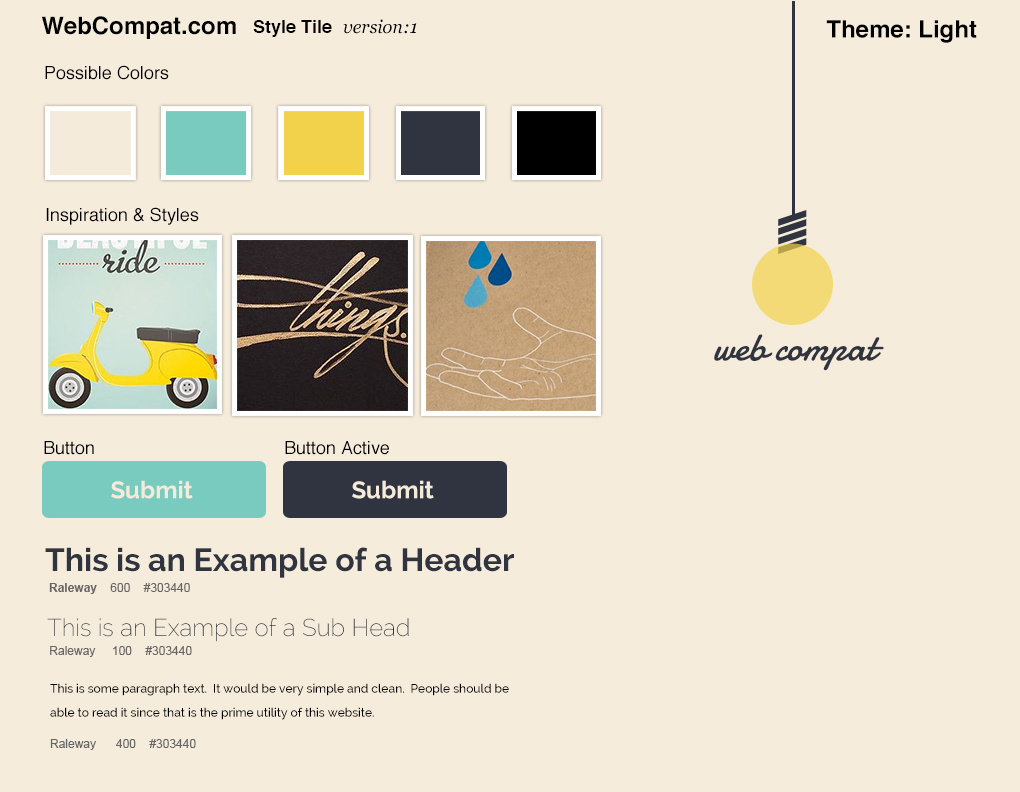 WebCompat.com Style Tile version:1
Theme: Light
Possible Colors
Inspiration & Styles
BEAUTIFUL
ride
things.
web compat
Button
Button Active
Submit
Submit
This is an Example of a Header
Raleway 600 #303440
This is an Example of a Sub Head
Raleway 100 #303440
This is some paragraph text. It would be very simple and clean. People should be
able to read it since that is the prime utility of this website.
Raleway 400 #303440